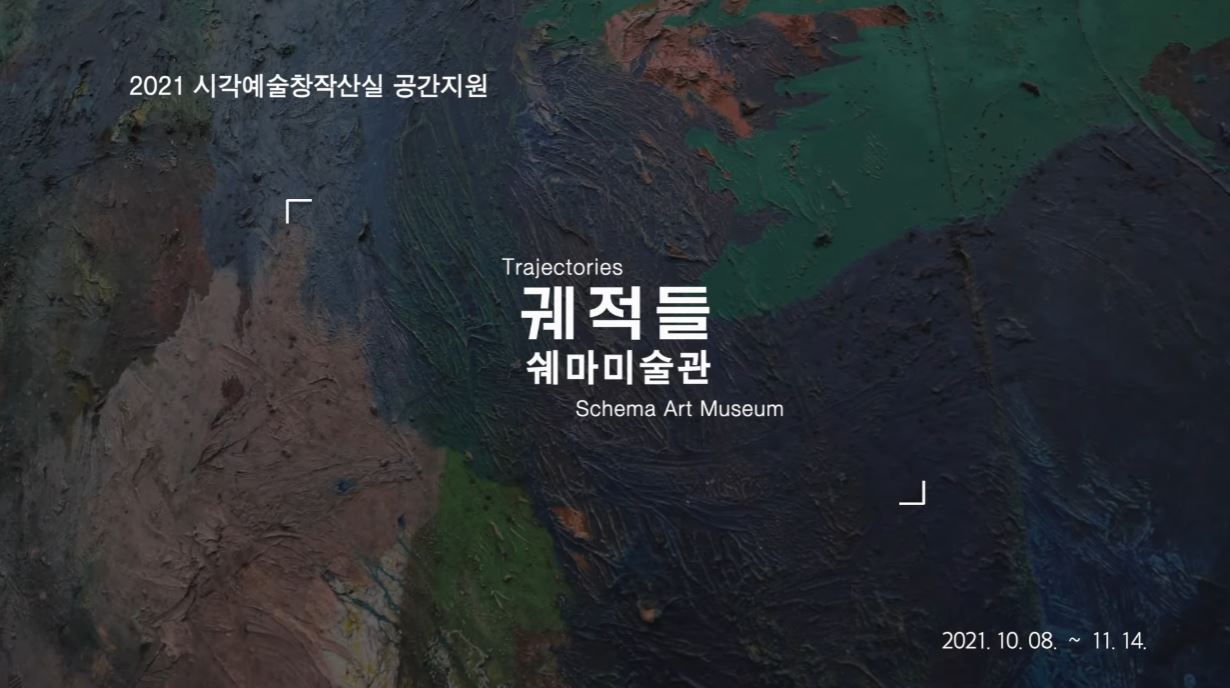 2021 시각예술창작산실 공간지원
Trajectories
궤적들
쉐마미술관
Schema Art Museum
2021. 10. 08. ~ 11. 14.